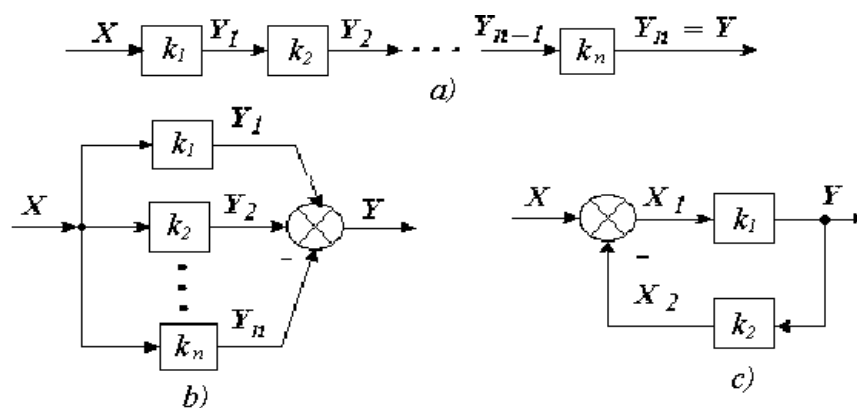 X k₁ Y₁ k₂ Y₂ · · · · Yₙ₋₁ kₙ Yₙ = Y
a)
k₁ Y₁
X k₂ Y₂ Y
–
kₙ Yₙ
b)
X X₁ k₁ Y
–
X₂ k₂
c)